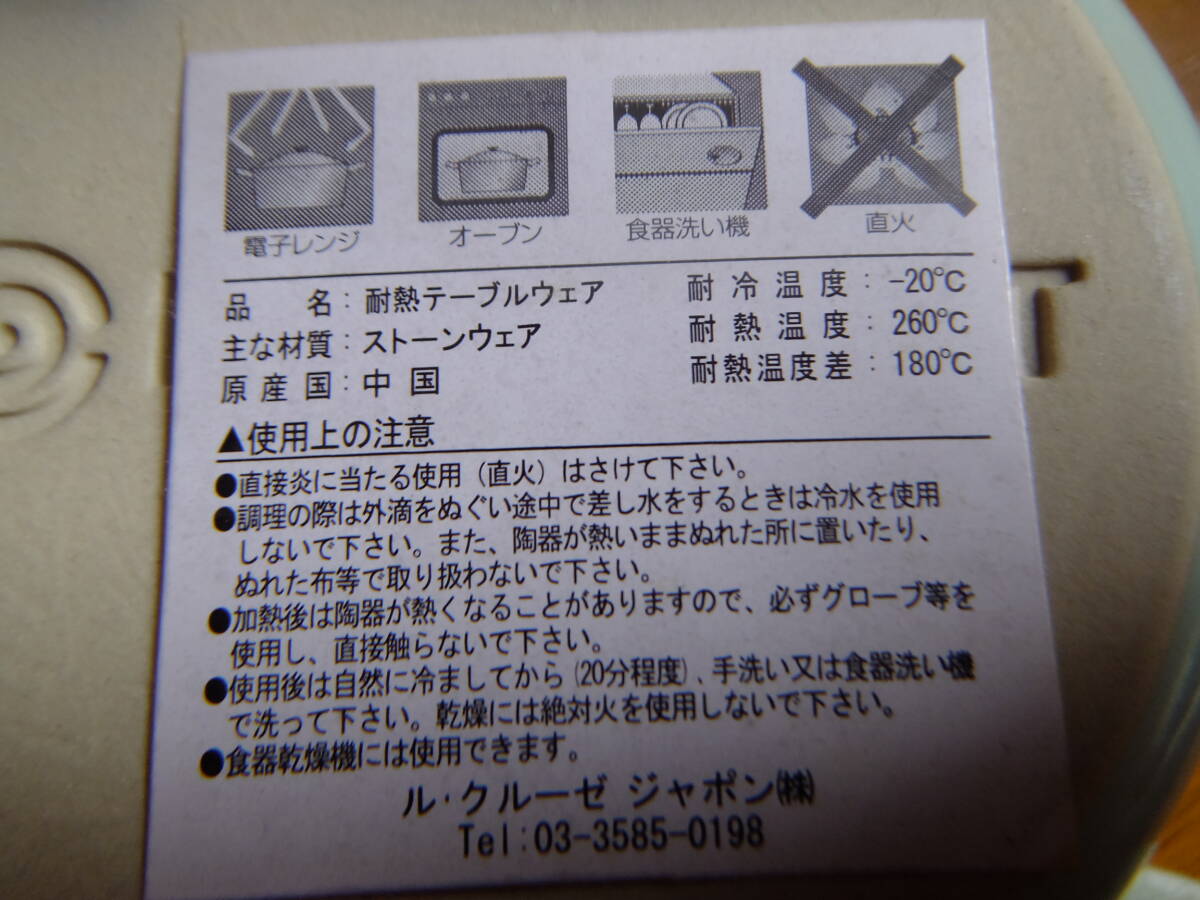 電子レンジ
オーブン
食器洗い機
直火
品名：耐熱テーブルウェア
主な材質：ストーンウェア
原産国：中国
耐冷温度：-20℃
耐熱温度：260℃
耐熱温度差：180℃
▲使用上の注意
●直接炎に当たる使用（直火）はさけて下さい。
●調理の際は外滴をぬぐい途中で差し水をするときは冷水を使用
しないで下さい。また、陶器が熱いままぬれた所に置いたり、
ぬれた布等で取り扱わないで下さい。
●加熱後は陶器が熱くなることがありますので、必ずグローブ等を
使用し、直接触らないで下さい。
●使用後は自然に冷ましてから（20分程度）、手洗い又は食器洗い機
で洗って下さい。乾燥には絶対火を使用しないで下さい。
●食器乾燥機には使用できます。
ル・クルーゼ ジャポン㈱
Tel:03-3585-0198